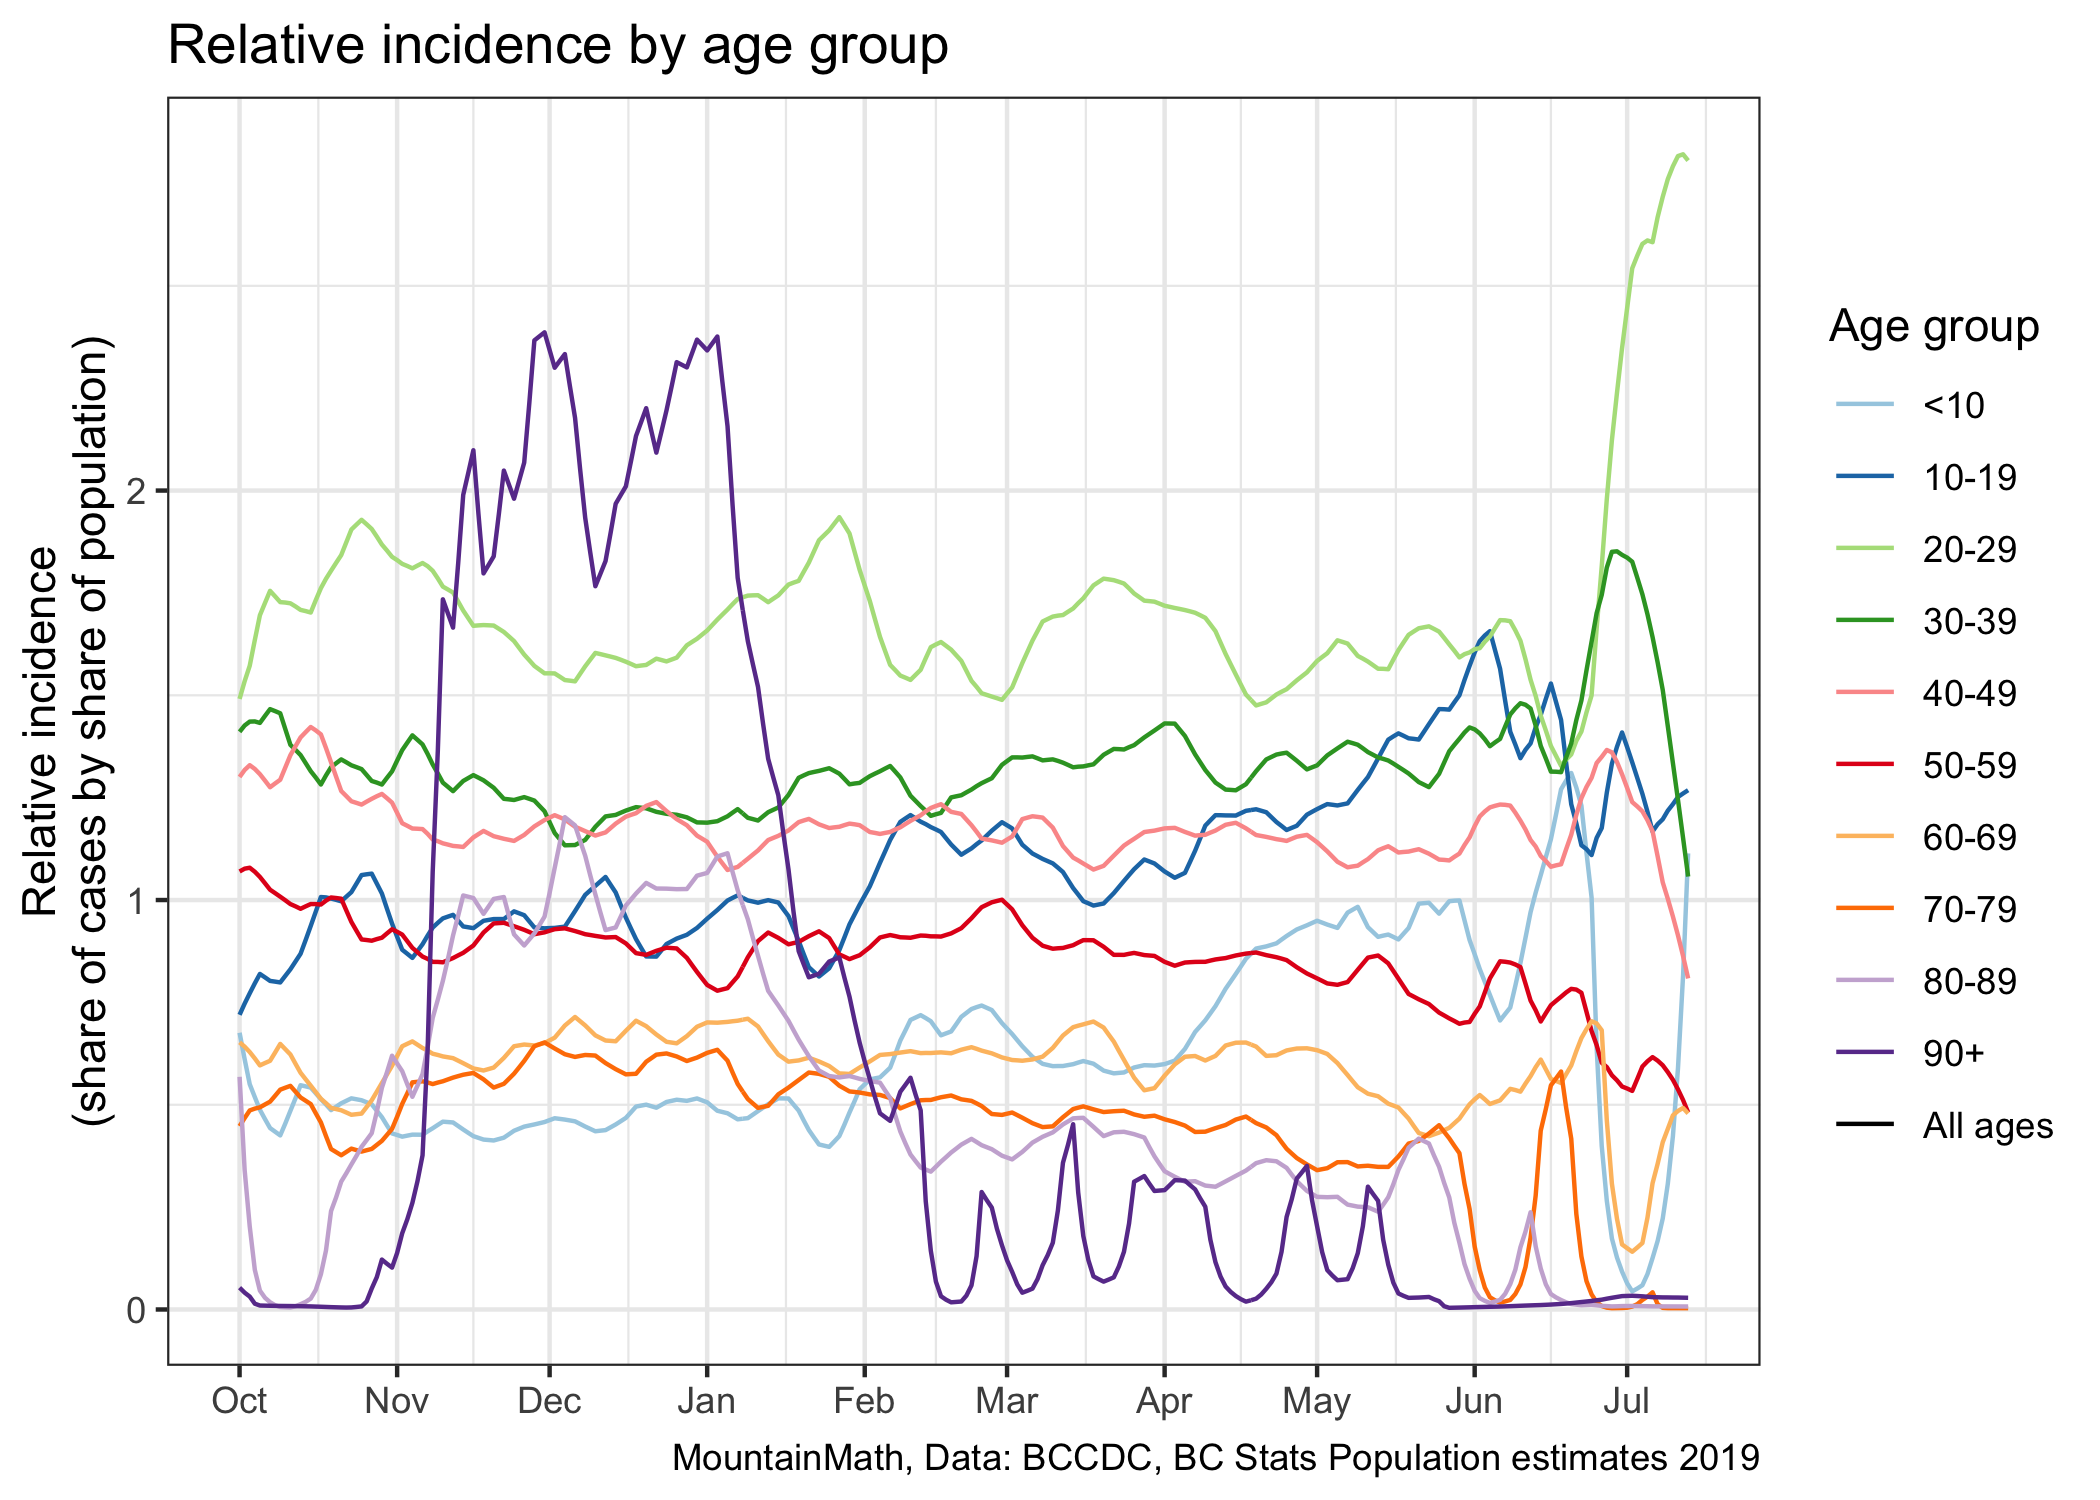 Relative incidence by age group
Relative incidence
(share of cases by share of population)
2
1
0
Oct Nov Dec Jan Feb Mar Apr May Jun Jul
Age group
<10
10-19
20-29
30-39
40-49
50-59
60-69
70-79
80-89
90+
All ages
MountainMath, Data: BCCDC, BC Stats Population estimates 2019